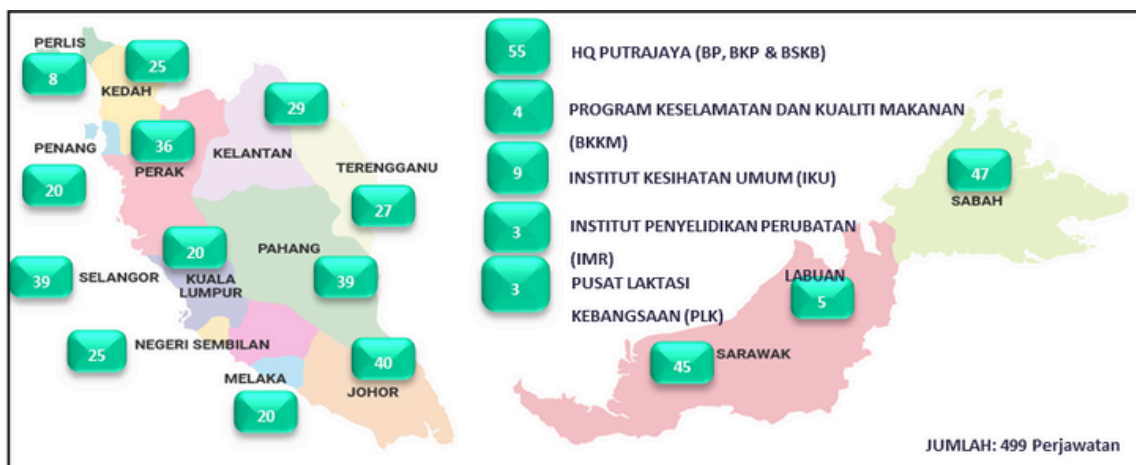 PERLIS
8
25
KEDAH
29
36
PENANG
PERAK
KELANTAN
20
TERENGGANU
27
20
PAHANG
39
SELANGOR
KUALA
LUMPUR
39
25
NEGERI SEMBILAN
40
MELAKA
JOHOR
20
55
HQ PUTRAJAYA (BP, BKP & BSKB)
4
PROGRAM KESELAMATAN DAN KUALITI MAKANAN
(BKKM)
9
INSTITUT KESIHATAN UMUM (IKU)
3
INSTITUT PENYELIDIKAN PERUBATAN
(IMR)
3
PUSAT LAKTASI
KEBANGSAAN (PLK)
47
SABAH
LABUAN
5
SARAWAK
45
JUMLAH: 499 Perjawatan